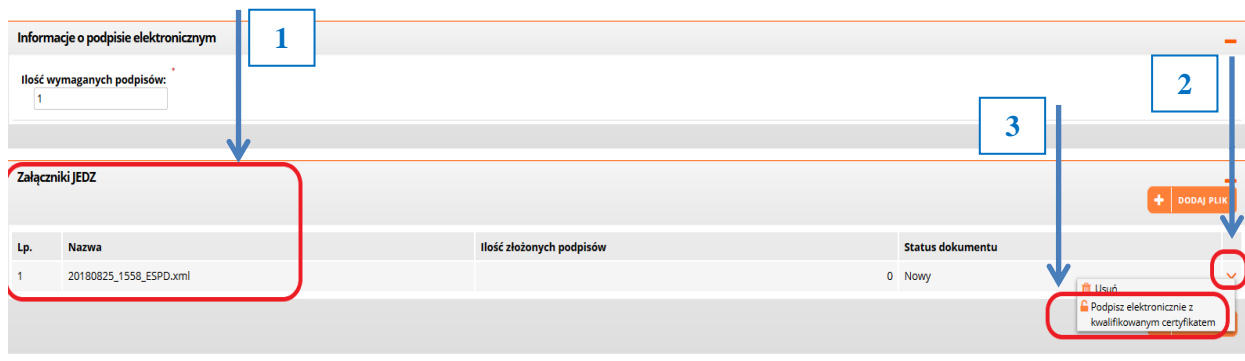 1
Informacje o podpisie elektronicznym
Ilość wymaganych podpisów: *
1
2
3
Załączniki JEDZ
+ DODAJ PLIK
Lp. Nazwa Ilość złożonych podpisów Status dokumentu
1 20180825_1558_ESPD.xml 0 Nowy
Usuń
Podpisz elektronicznie z
kwalifikowanym certyfikatem